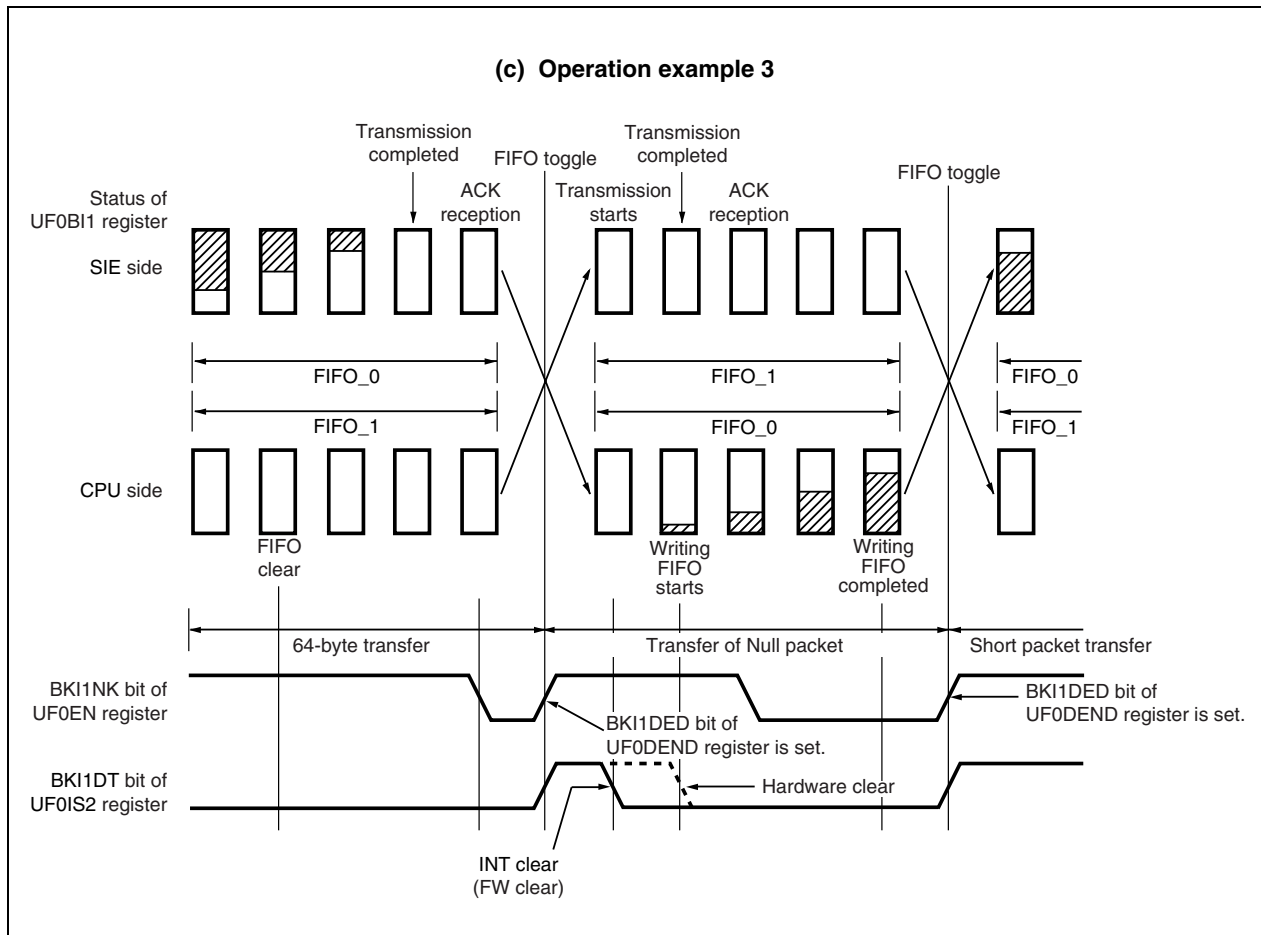 (c) Operation example 3
Transmission
completed
FIFO toggle
Transmission
completed
FIFO toggle
Status of
UF0BI1 register
ACK
reception
Transmission
starts
ACK
reception
SIE side
FIFO_0
FIFO_1
FIFO_0
FIFO_1
FIFO_0
FIFO_1
CPU side
FIFO
clear
Writing
FIFO
starts
Writing
FIFO
completed
64-byte transfer
Transfer of Null packet
Short packet transfer
BKI1NK bit of
UF0EN register
BKI1DED bit of
UF0DEND register is set.
BKI1DED bit of
UF0DEND register is set.
BKI1DT bit of
UF0IS2 register
Hardware clear
INT clear
(FW clear)